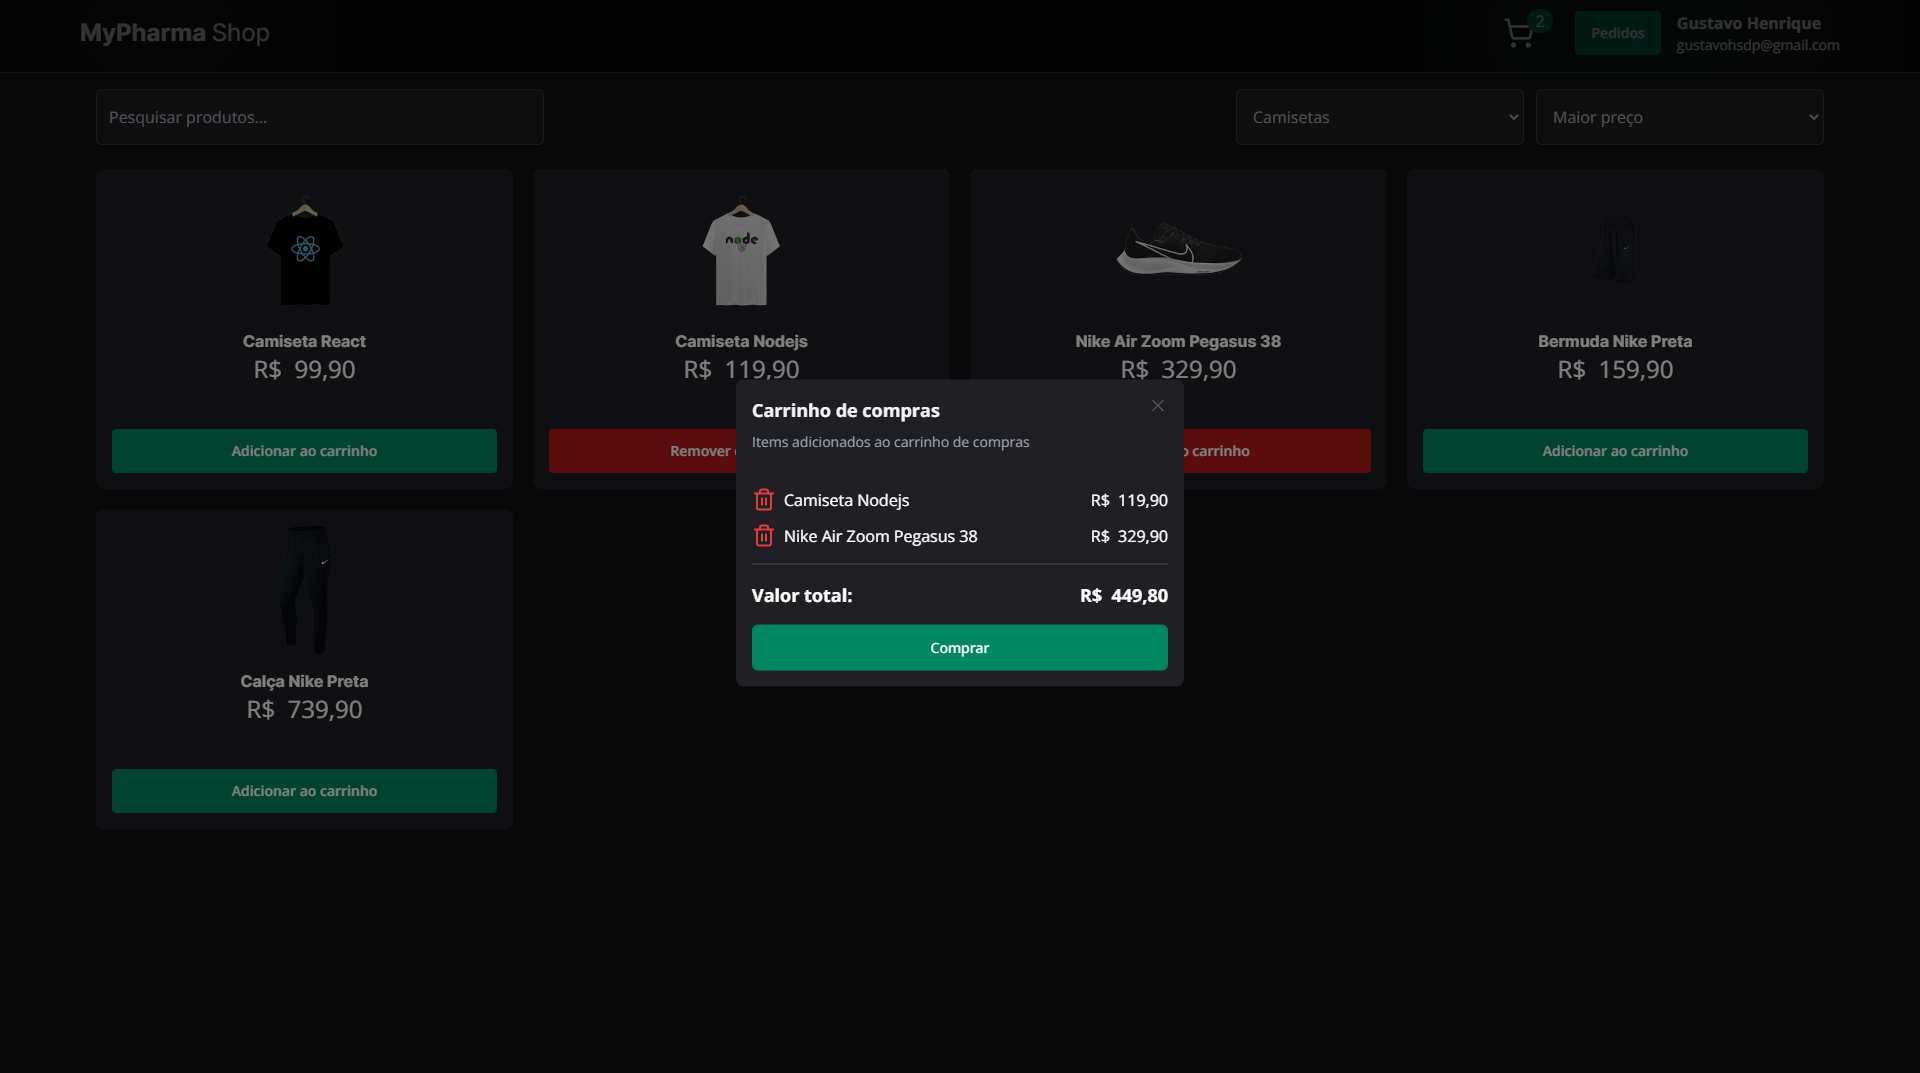 MyPharma Shop
2
Pedidos
Gustavo Henrique
gustavohsdp@gmail.com
Pesquisar produtos...
Camisetas
Maior preço
node
Camiseta React
R$ 99,90
Adicionar ao carrinho
Camiseta Nodejs
R$ 119,90
Remover
Nike Air Zoom Pegasus 38
R$ 329,90
carrinho
Bermuda Nike Preta
R$ 159,90
Adicionar ao carrinho
Carrinho de compras
Items adicionados ao carrinho de compras
Camiseta Nodejs R$ 119,90
Nike Air Zoom Pegasus 38 R$ 329,90
Valor total: R$ 449,80
Comprar
Calça Nike Preta
R$ 739,90
Adicionar ao carrinho